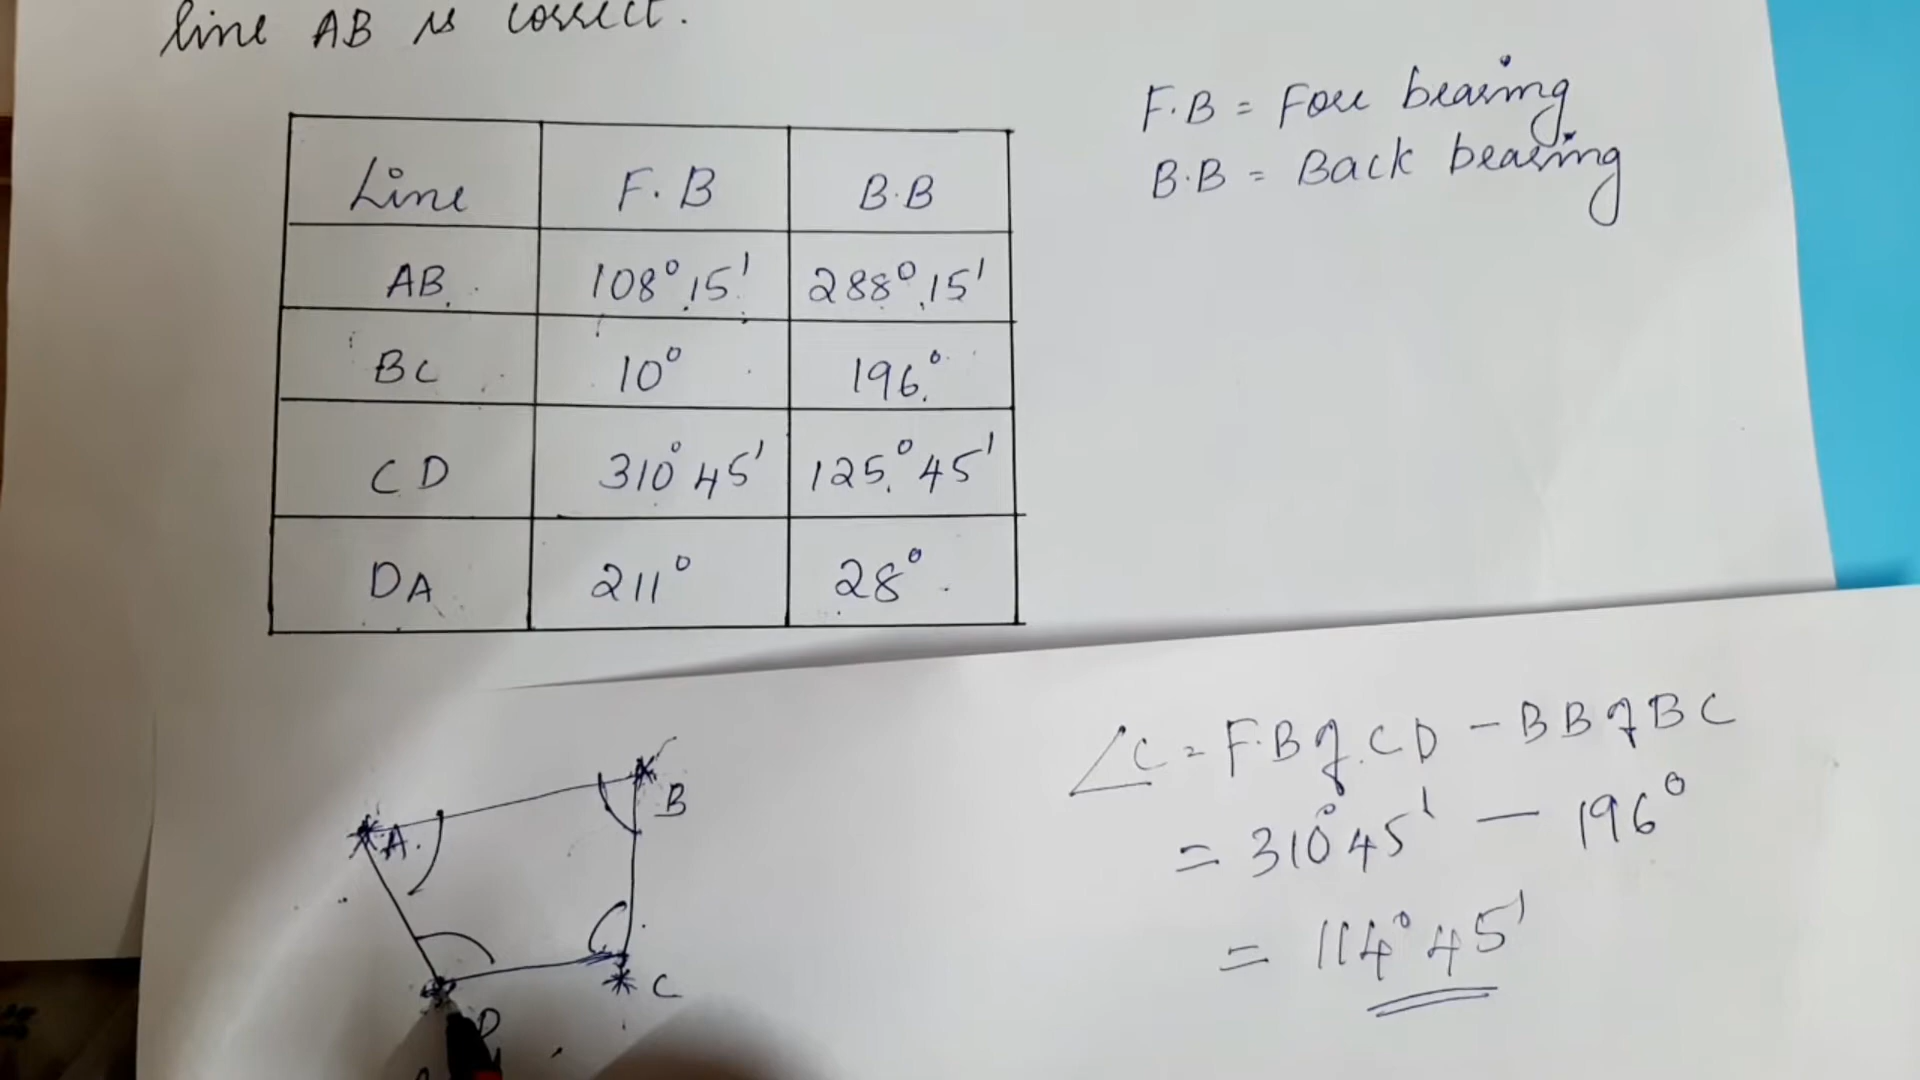 line AB is correct.
F.B = Fore bearing
B.B = Back bearing
Line F.B B.B
AB 108°15' 288°15'
BC 10° 196°
CD 310°45' 125°45'
DA 211° 28°
A
B
C
D
∠C = F.B of CD - BB of BC
= 310°45' - 196°
= 114°45'